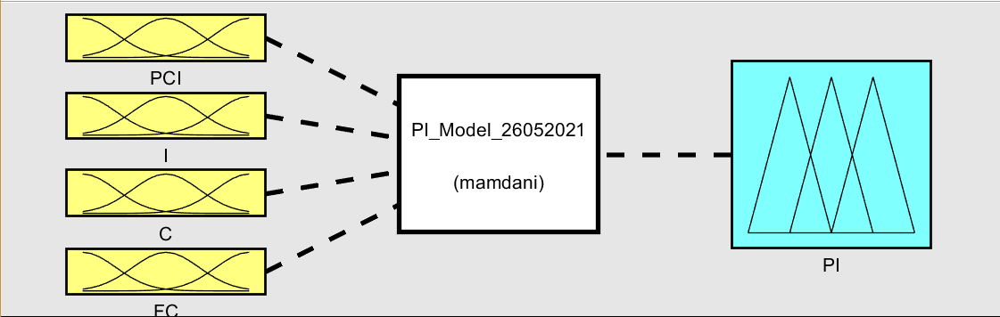 PCI
I
C
PI_Model_26052021
(mamdani)
PI